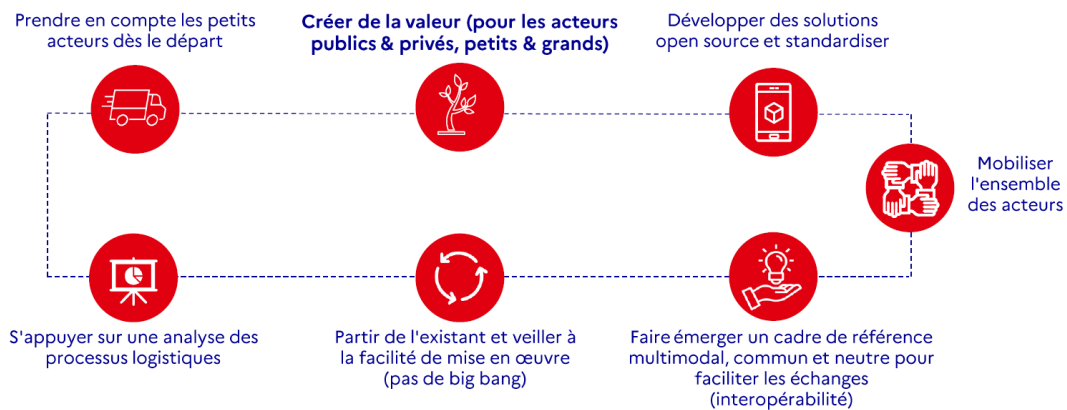 Prendre en compte les petits
acteurs dès le départ
Créer de la valeur (pour les acteurs
publics & privés, petits & grands)
Développer des solutions
open source et standardiser
Mobiliser
l'ensemble
des acteurs
S'appuyer sur une analyse des
processus logistiques
Partir de l'existant et veiller à
la facilité de mise en œuvre
(pas de big bang)
Faire émerger un cadre de référence
multimodal, commun et neutre pour
faciliter les échanges
(interopérabilité)